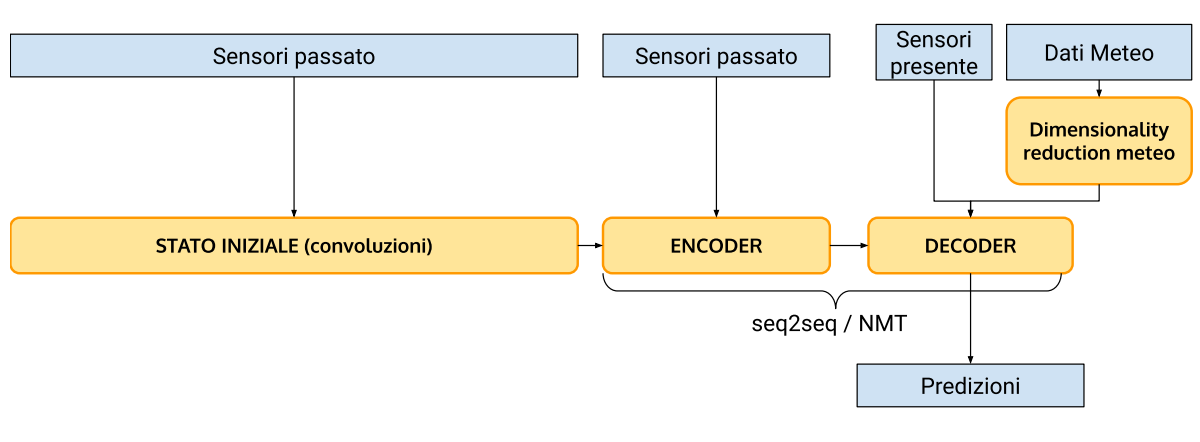 Sensori passato
Sensori passato
Sensori
presente
Dati Meteo
Dimensionality
reduction meteo
STATO INIZIALE (convoluzioni)
ENCODER
DECODER
seq2seq / NMT
Predizioni